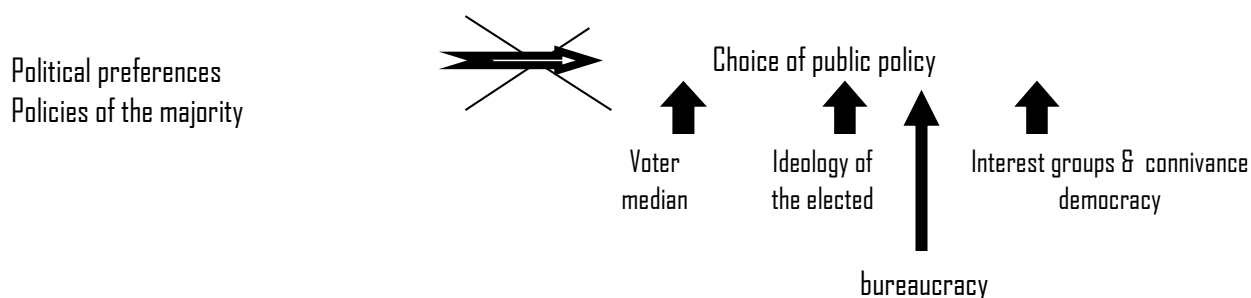 Political preferences
Policies of the majority
Choice of public policy
Voter
median
Ideology of
the elected
Interest groups & connivance
democracy
bureaucracy